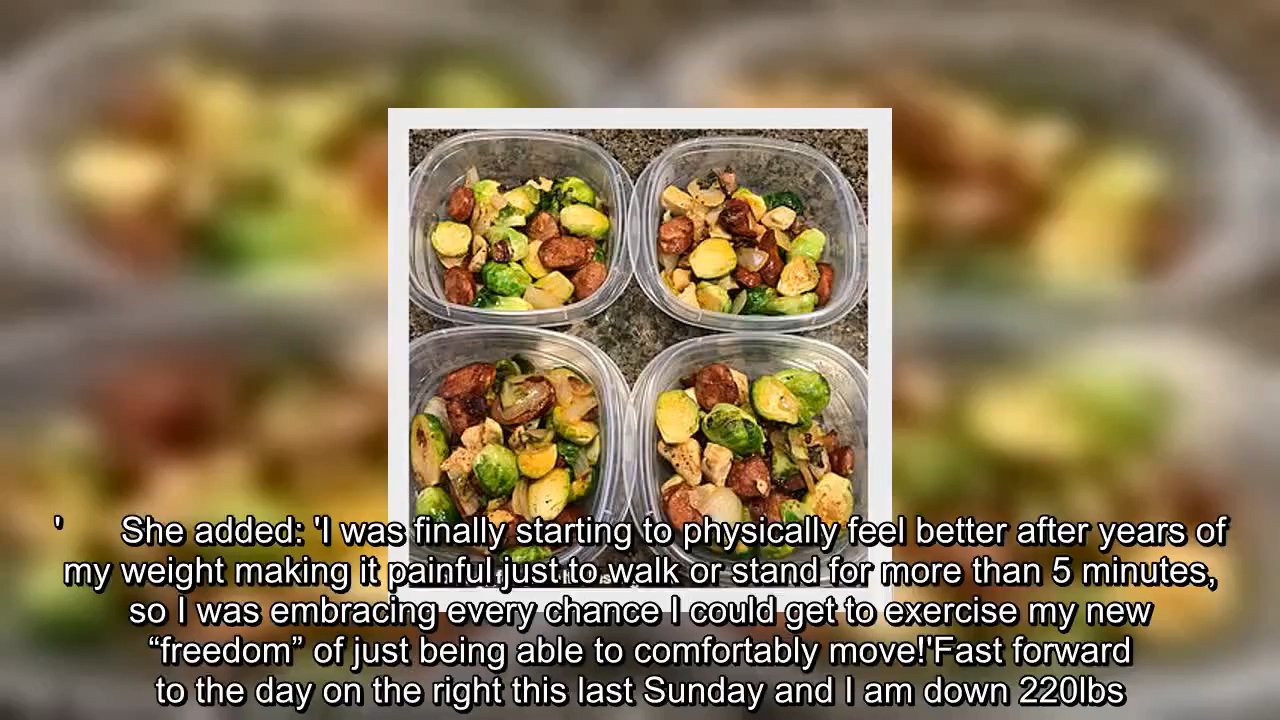 '      She added: 'I was finally starting to physically feel better after years of
my weight making it painful just to walk or stand for more than 5 minutes,
so I was embracing every chance I could get to exercise my new
“freedom” of just being able to comfortably move!'Fast forward
to the day on the right this last Sunday and I am down 220lbs